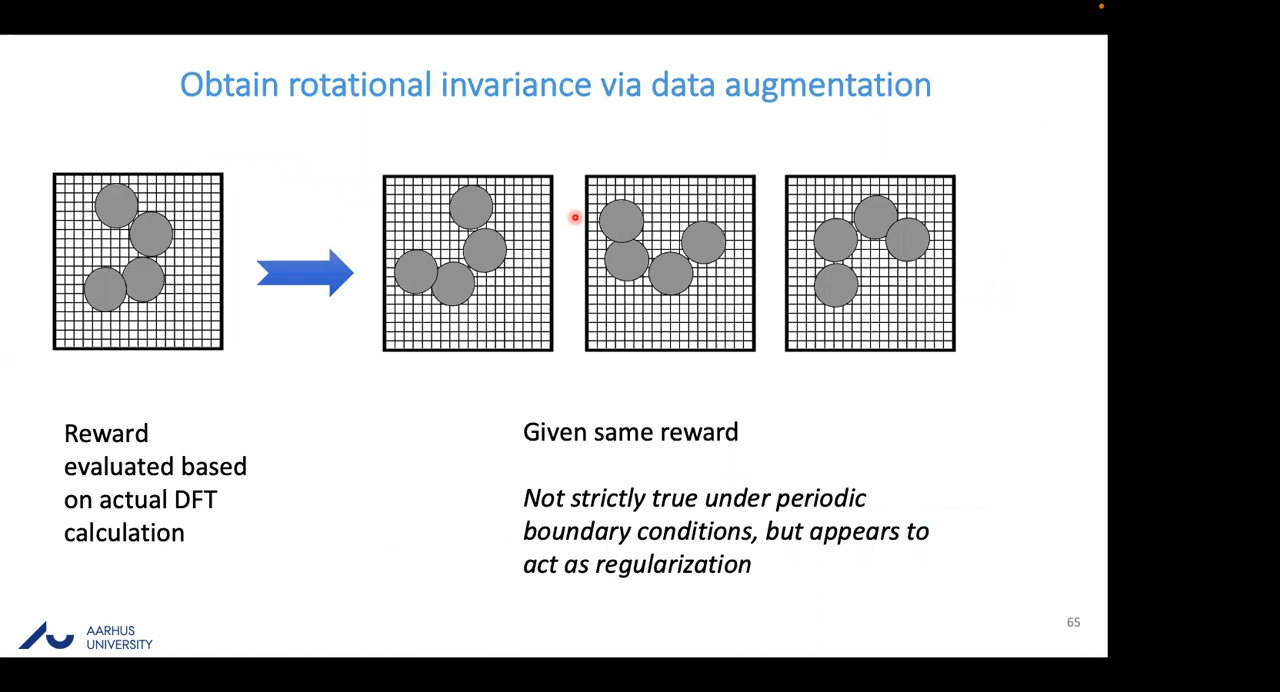 Obtain rotational invariance via data augmentation
Reward
evaluated based
on actual DFT
calculation
Given same reward
Not strictly true under periodic
boundary conditions, but appears to
act as regularization
AARHUS
UNIVERSITY
65